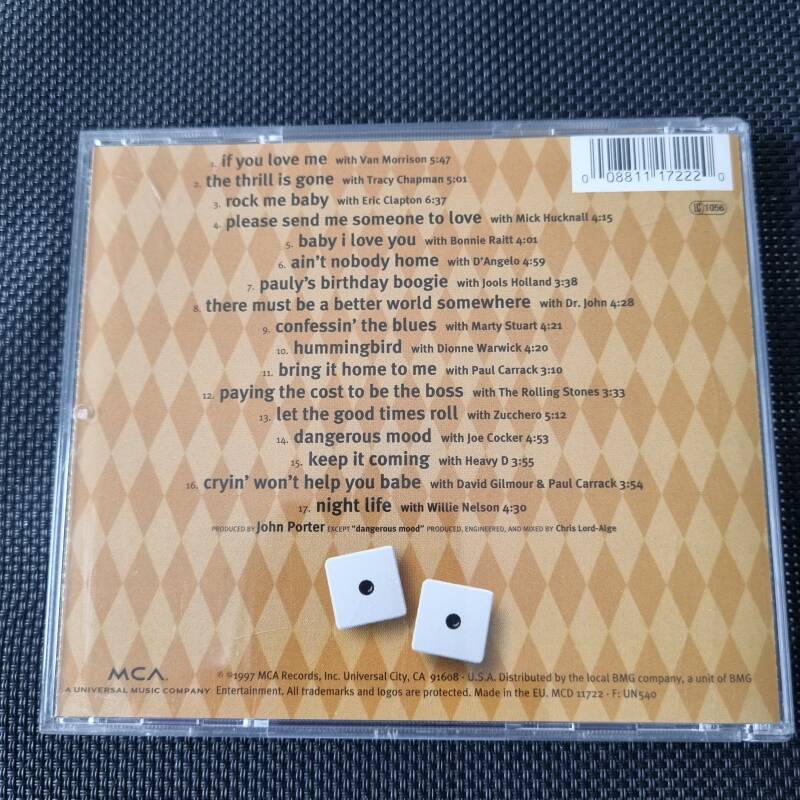 1. if you love me with Van Morrison 5:47
2. the thrill is gone with Tracy Chapman 5:01
3. rock me baby with Eric Clapton 6:37
4. please send me someone to love with Mick Hucknall 4:15
5. baby i love you with Bonnie Raitt 4:01
6. ain't nobody home with D'Angelo 4:59
7. pauly's birthday boogie with Jools Holland 3:38
8. there must be a better world somewhere with Dr. John 4:28
9. confessin' the blues with Marty Stuart 4:21
10. hummingbird with Dionne Warwick 4:20
11. bring it home to me with Paul Carrack 3:10
12. paying the cost to be the boss with The Rolling Stones 3:33
13. let the good times roll with Zucchero 5:12
14. dangerous mood with Joe Cocker 4:53
15. keep it coming with Heavy D 3:55
16. cryin' won't help you babe with David Gilmour & Paul Carrack 3:54
17. night life with Willie Nelson 4:30
PRODUCED BY John Porter EXCEPT "dangerous mood" PRODUCED, ENGINEERED, AND MIXED BY Chris Lord-Alge
0 08811 17222 0
LC 1056
MCA.
A UNIVERSAL MUSIC COMPANY
℗ ©1997 MCA Records, Inc. Universal City, CA 91608 · U.S.A. Distributed by the local BMG company, a unit of BMG
Entertainment. All trademarks and logos are protected. Made in the EU. MCD 11722 · F: UN540